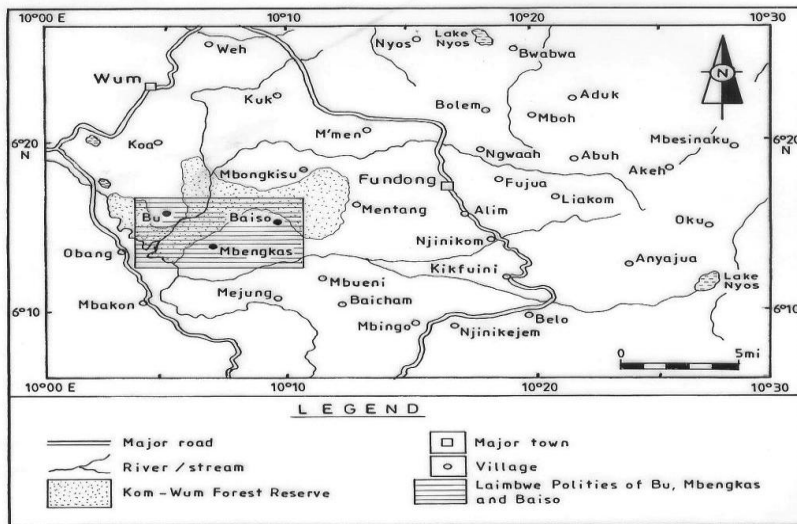 10°00 E 10°10 10°20 10°30
Lake
Nyos
Nyos
Weh
Bwabwa
N
Wum
Kuk
Aduk
Bolem
Mboh
M'men
6°20
N
Koa
Mbesinaku
6°20
N
Ngwaah
Abuh
Akeh
Mbongkisu
Fundong
Fujua
Liakom
Bu
Baiso
Mentang
Alim
Oku
Njinikom
Obang
Mbengkas
Anyajua
Kikfuini
Lake
Nyos
Mbueni
Mejung
Baicham
6°10
N
Mbakon
6°10
N
Belo
Mbingo
Njinikejem
0 5mi
10°00 E 10°10 10°20 10°30
LEGEND
Major road
Major town
River/stream
Village
Kom-Wum Forest Reserve
Laimbwe Polities of Bu, Mbengkas
and Baiso